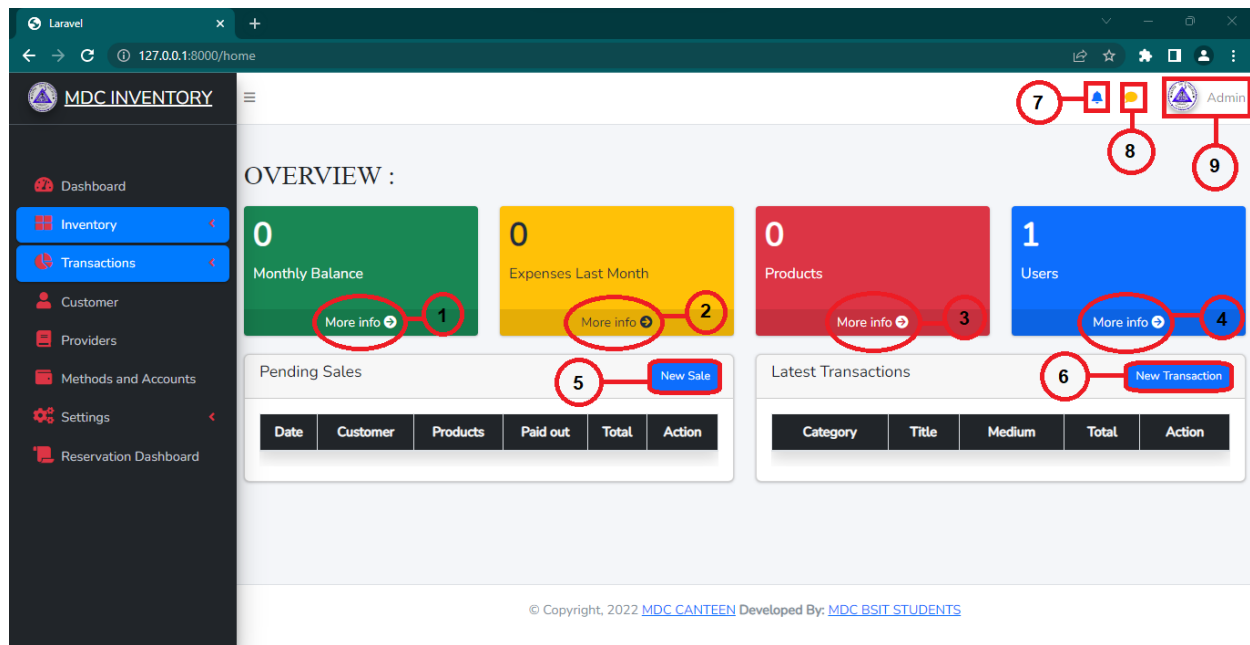 Laravel
127.0.0.1:8000/home
MDC INVENTORY
Admin
7
8
9
Dashboard
Inventory
Transactions
Customer
Providers
Methods and Accounts
Settings
Reservation Dashboard
OVERVIEW :
0
Monthly Balance
More info
1
0
Expenses Last Month
More info
2
0
Products
More info
3
1
Users
More info
4
Pending Sales
5
New Sale
Date Customer Products Paid out Total Action
Latest Transactions
6
New Transaction
Category Title Medium Total Action
© Copyright, 2022 MDC CANTEEN Developed By: MDC BSIT STUDENTS